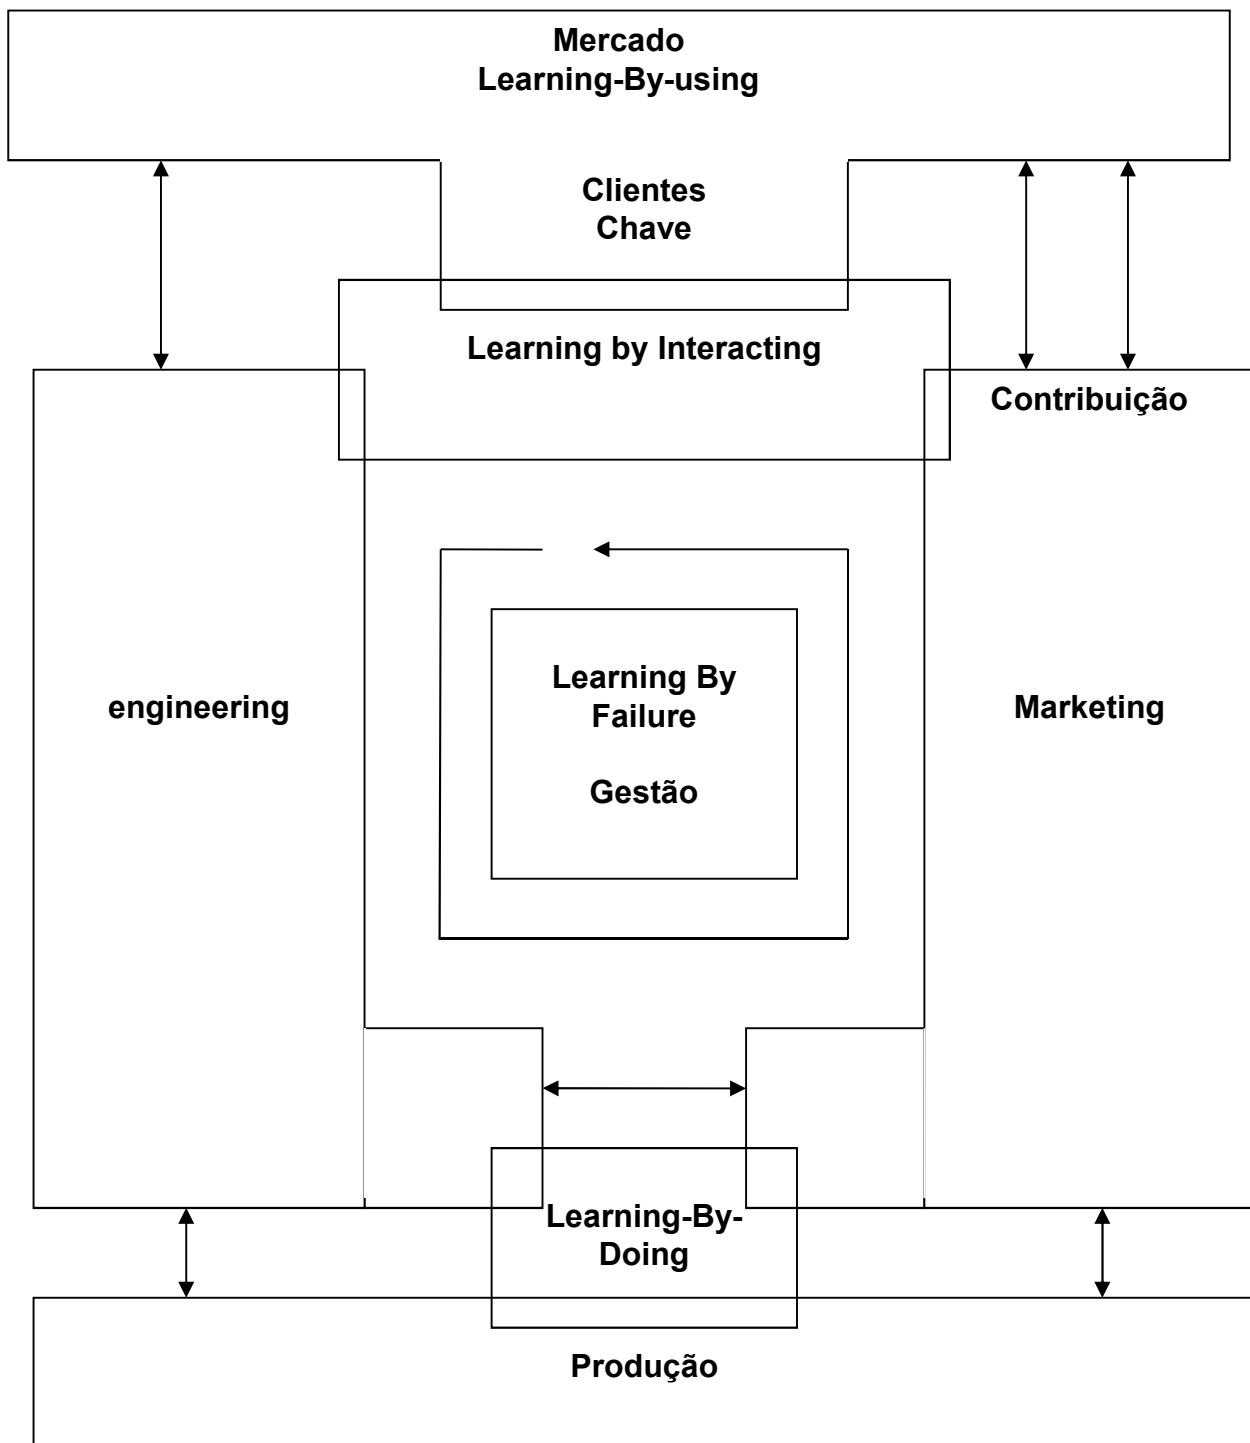 Mercado
Learning-By-using
Clientes
Chave
Learning by Interacting
Contribuição
engineering
Learning By
Failure
Gestão
Marketing
Learning-By-
Doing
Produção